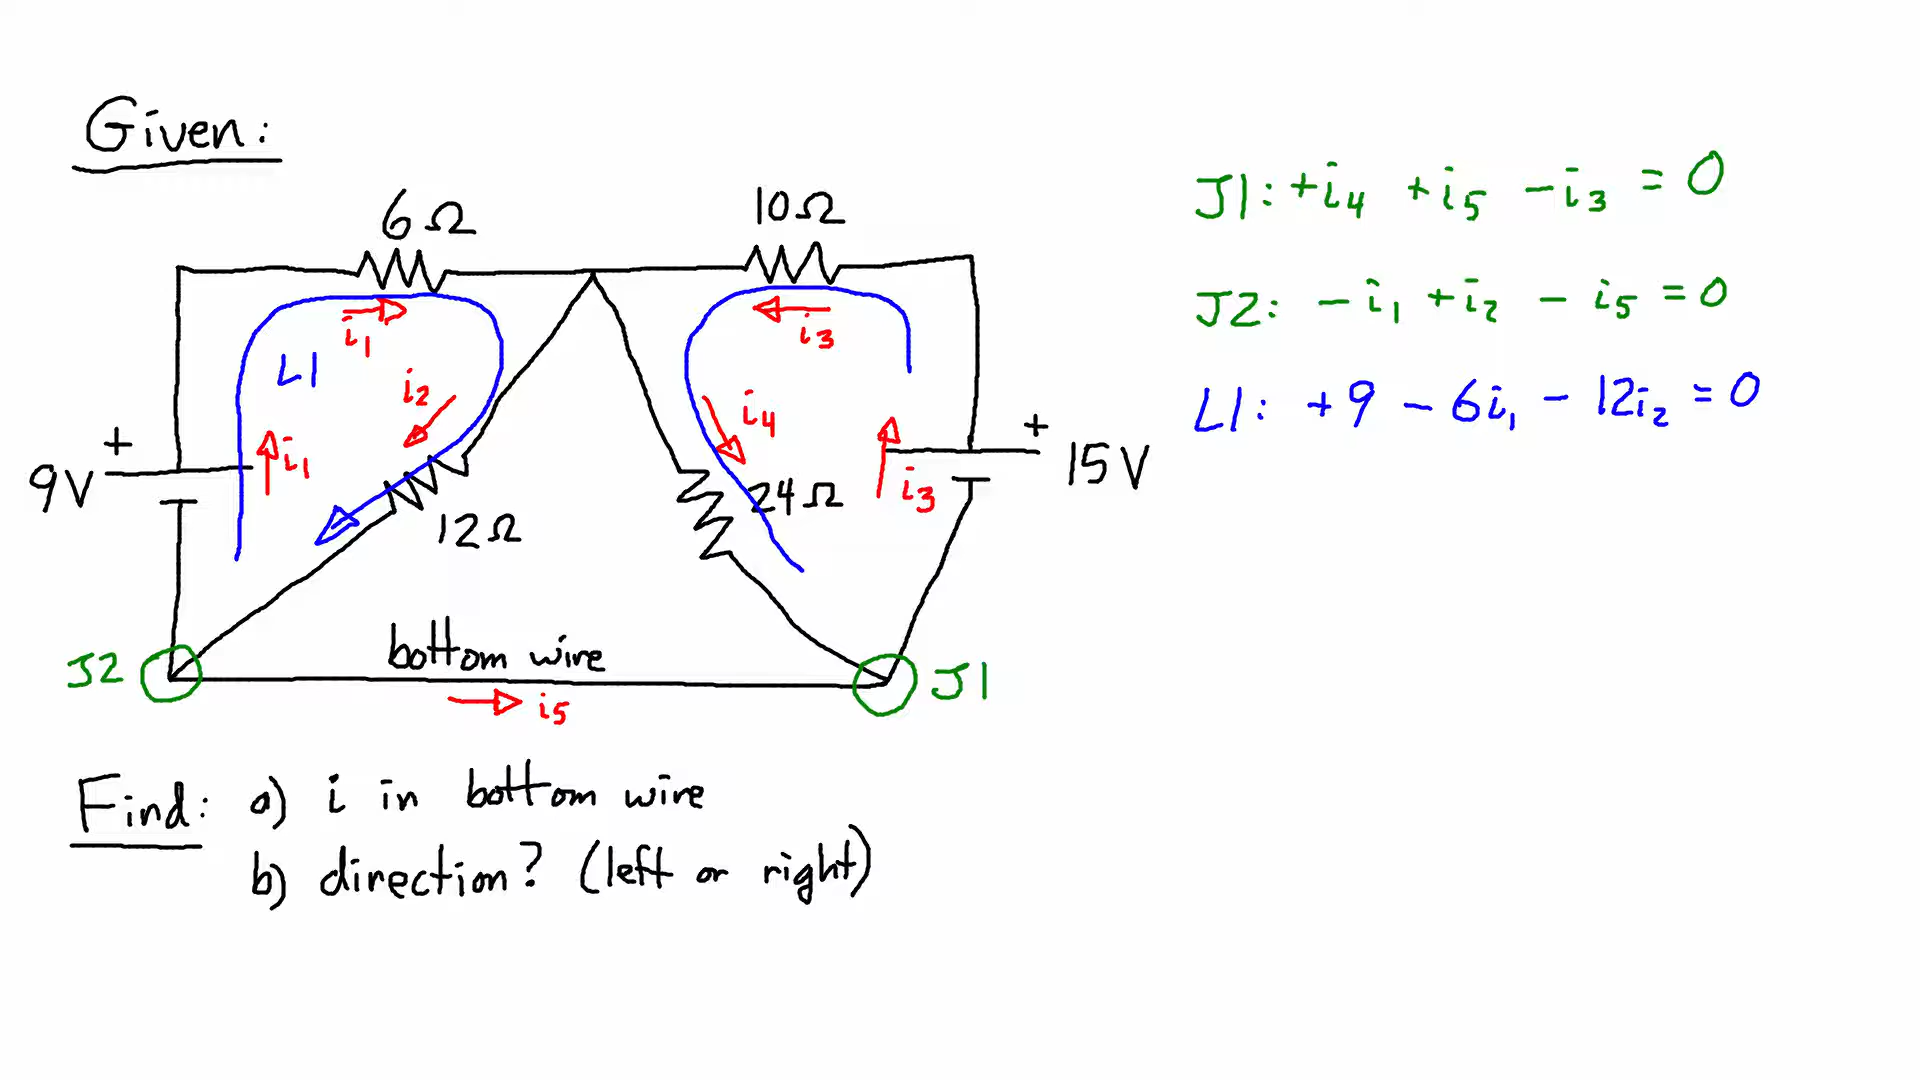 Given:
6Ω
10Ω
i1
i3
L1
i2
i4
+
i1
+
9V
i3
15V
24Ω
12Ω
bottom wire
J2
J1
i5
Find: a) i in bottom wire
b) direction? (left or right)
J1: +i4 +i5 -i3 = 0
J2: -i1 +i2 - i5 = 0
L1: +9 - 6i1 - 12i2 = 0